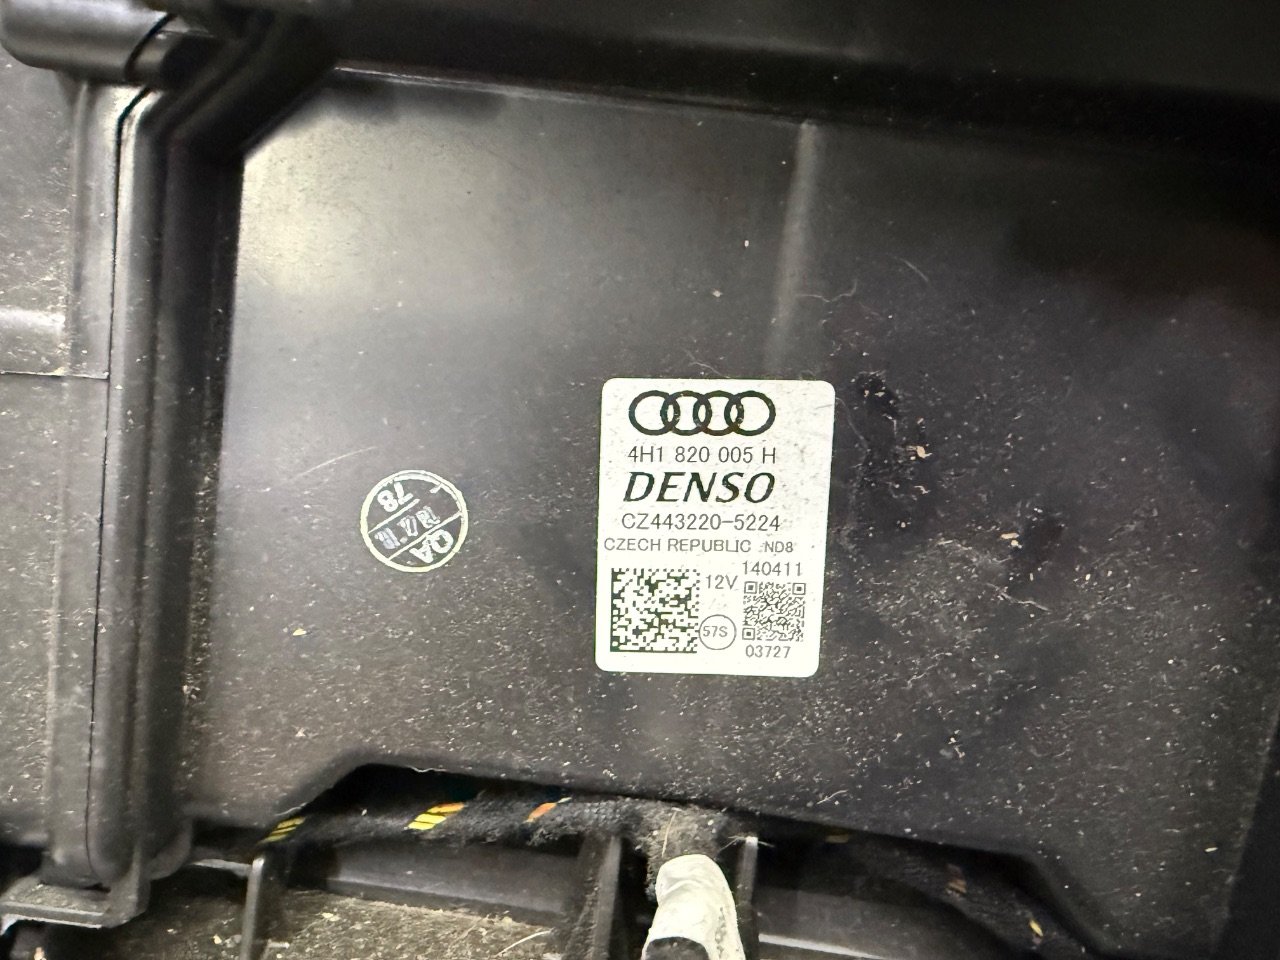 4H1 820 005 H
DENSO
CZ443220-5224
CZECH REPUBLIC ND8
140411
12V
57S
03727
78
QA